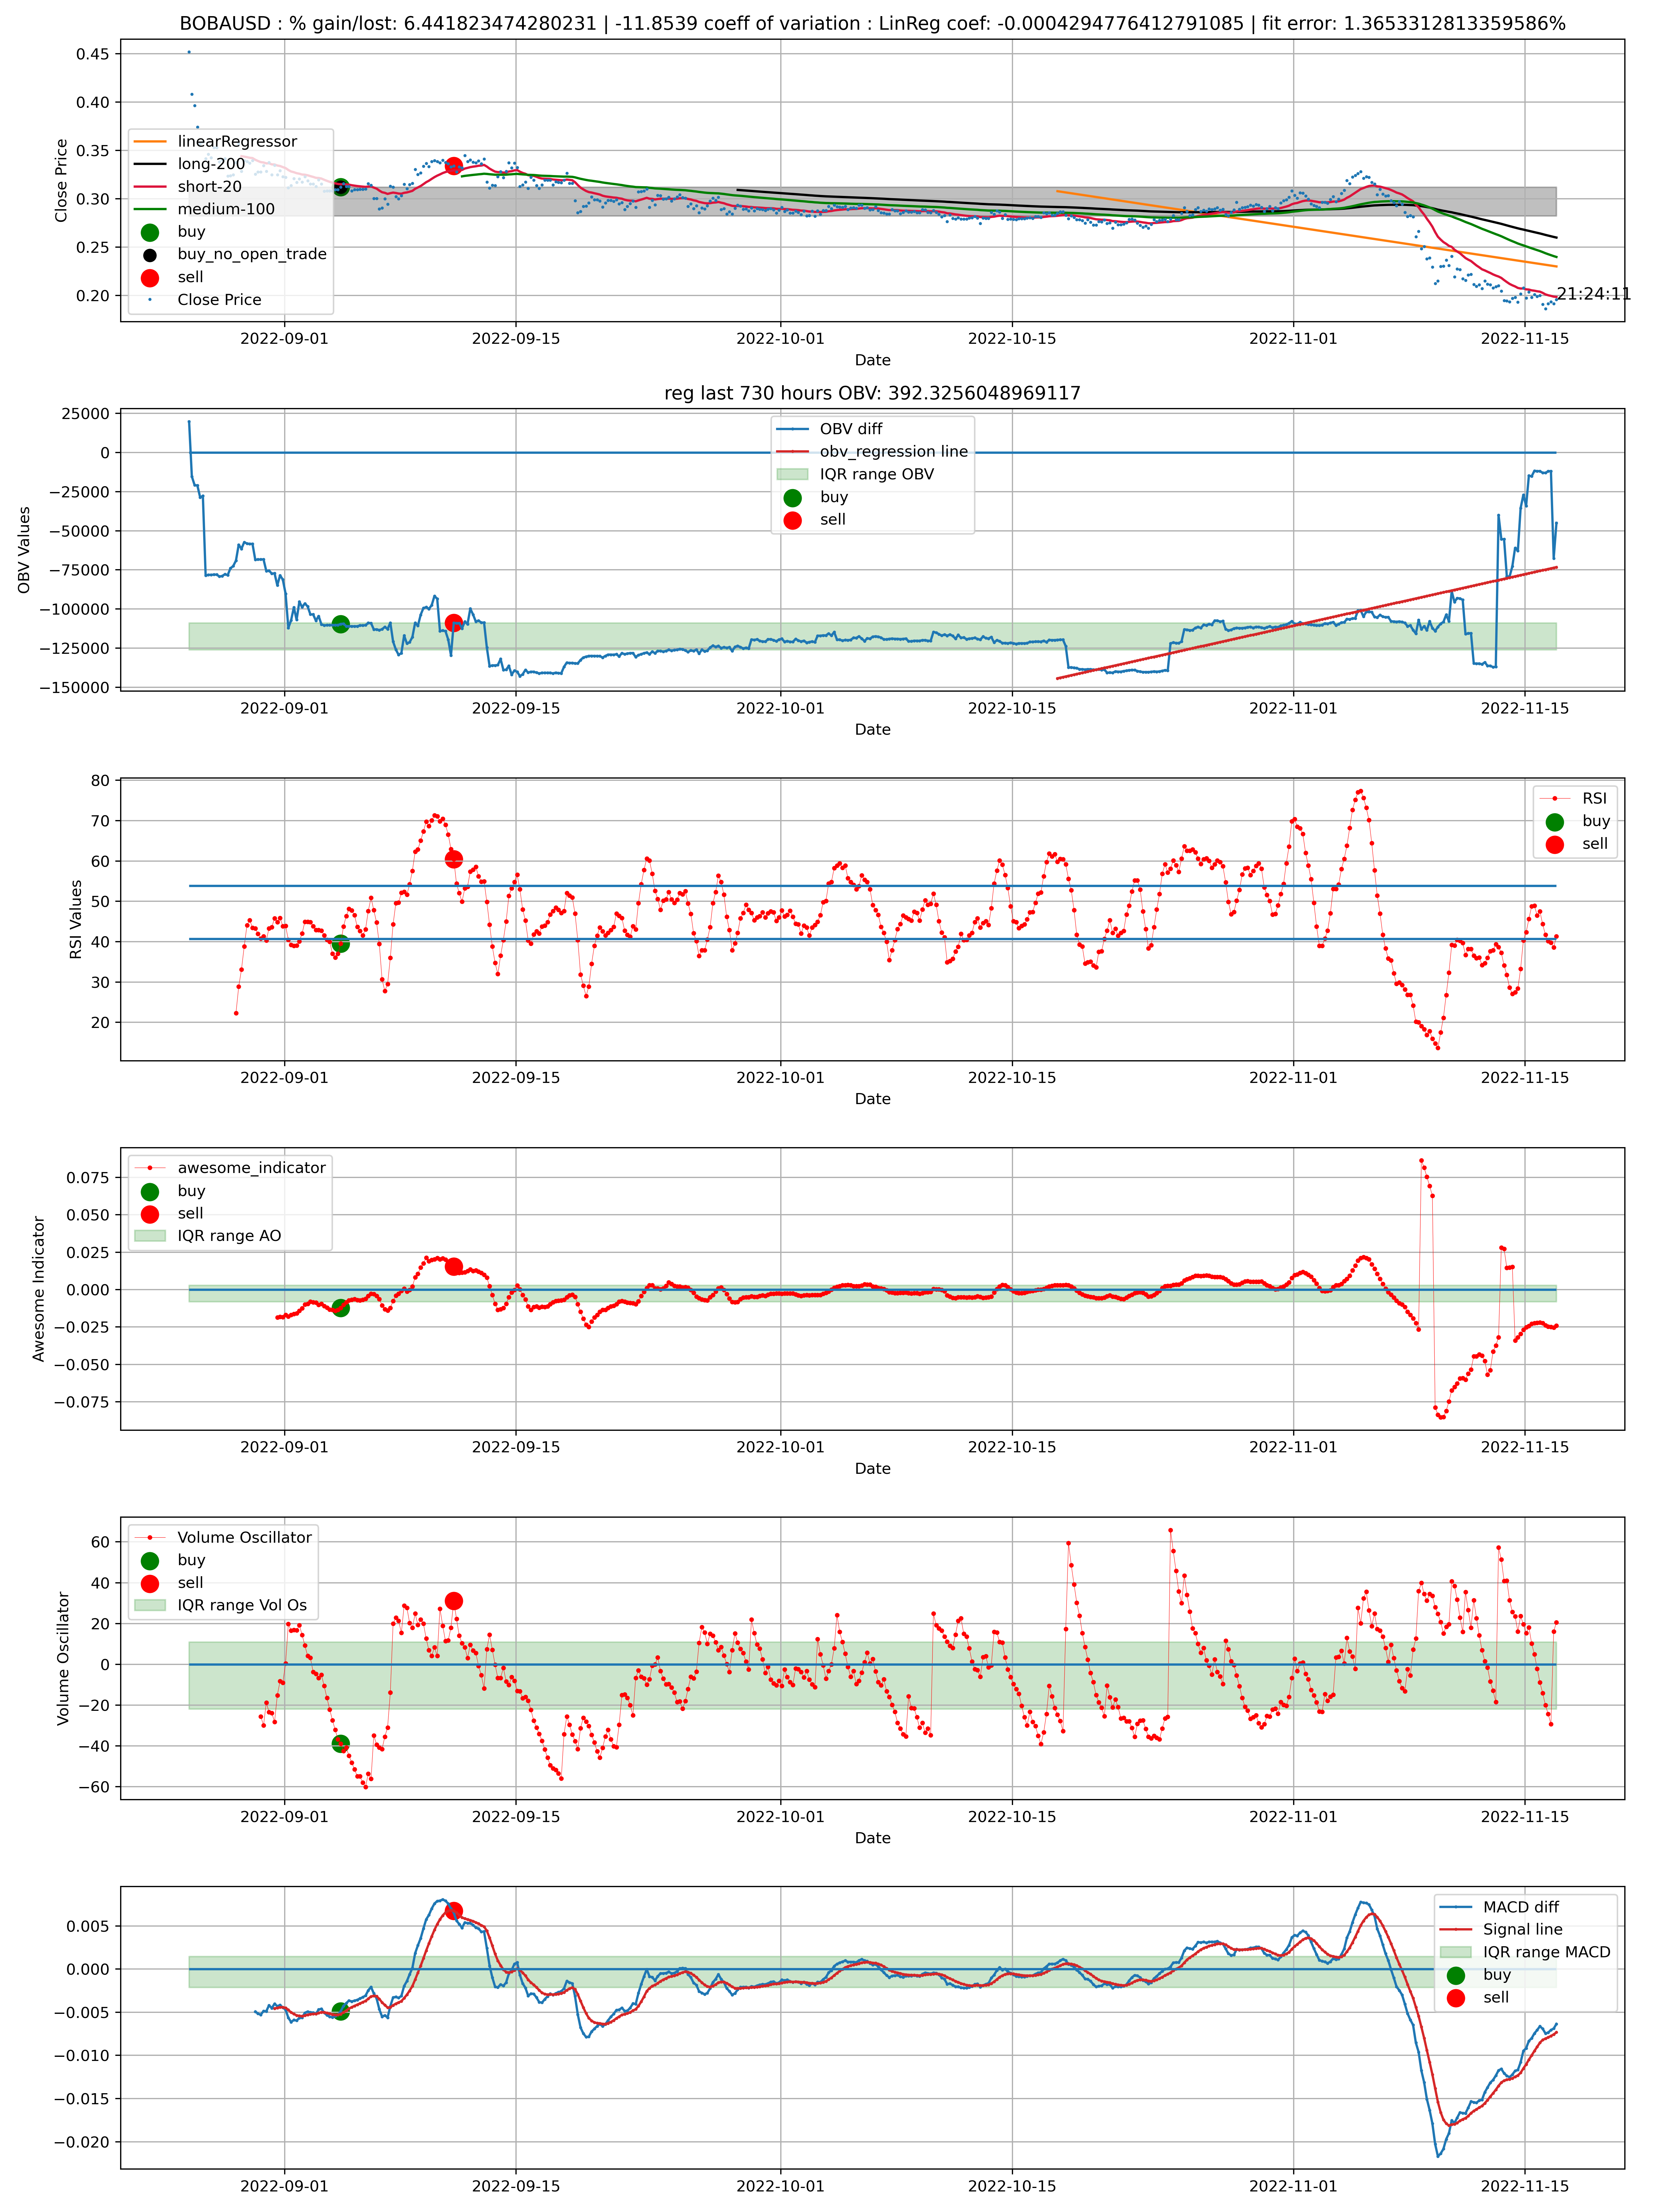 BOBAUSD : % gain/lost: 6.441823474280231 | -11.8539 coeff of variation : LinReg coef: -0.0004294776412791085 | fit error: 1.3653312813359586%
0.45
0.40
0.35
0.30
0.25
0.20
Close Price
linearRegressor
long-200
short-20
medium-100
buy
buy_no_open_trade
sell
Close Price
21:24:11
2022-09-01 2022-09-15 2022-10-01 2022-10-15 2022-11-01 2022-11-15
Date
reg last 730 hours OBV: 392.3256048969117
25000
0
−25000
−50000
−75000
−100000
−125000
−150000
OBV Values
OBV diff
obv_regression line
IQR range OBV
buy
sell
2022-09-01 2022-09-15 2022-10-01 2022-10-15 2022-11-01 2022-11-15
Date
80
70
60
50
40
30
20
RSI Values
RSI
buy
sell
2022-09-01 2022-09-15 2022-10-01 2022-10-15 2022-11-01 2022-11-15
Date
0.075
0.050
0.025
0.000
−0.025
−0.050
−0.075
Awesome Indicator
awesome_indicator
buy
sell
IQR range AO
2022-09-01 2022-09-15 2022-10-01 2022-10-15 2022-11-01 2022-11-15
Date
60
40
20
0
−20
−40
−60
Volume Oscillator
Volume Oscillator
buy
sell
IQR range Vol Os
2022-09-01 2022-09-15 2022-10-01 2022-10-15 2022-11-01 2022-11-15
Date
0.005
0.000
−0.005
−0.010
−0.015
−0.020
MACD diff
Signal line
IQR range MACD
buy
sell
2022-09-01 2022-09-15 2022-10-01 2022-10-15 2022-11-01 2022-11-15